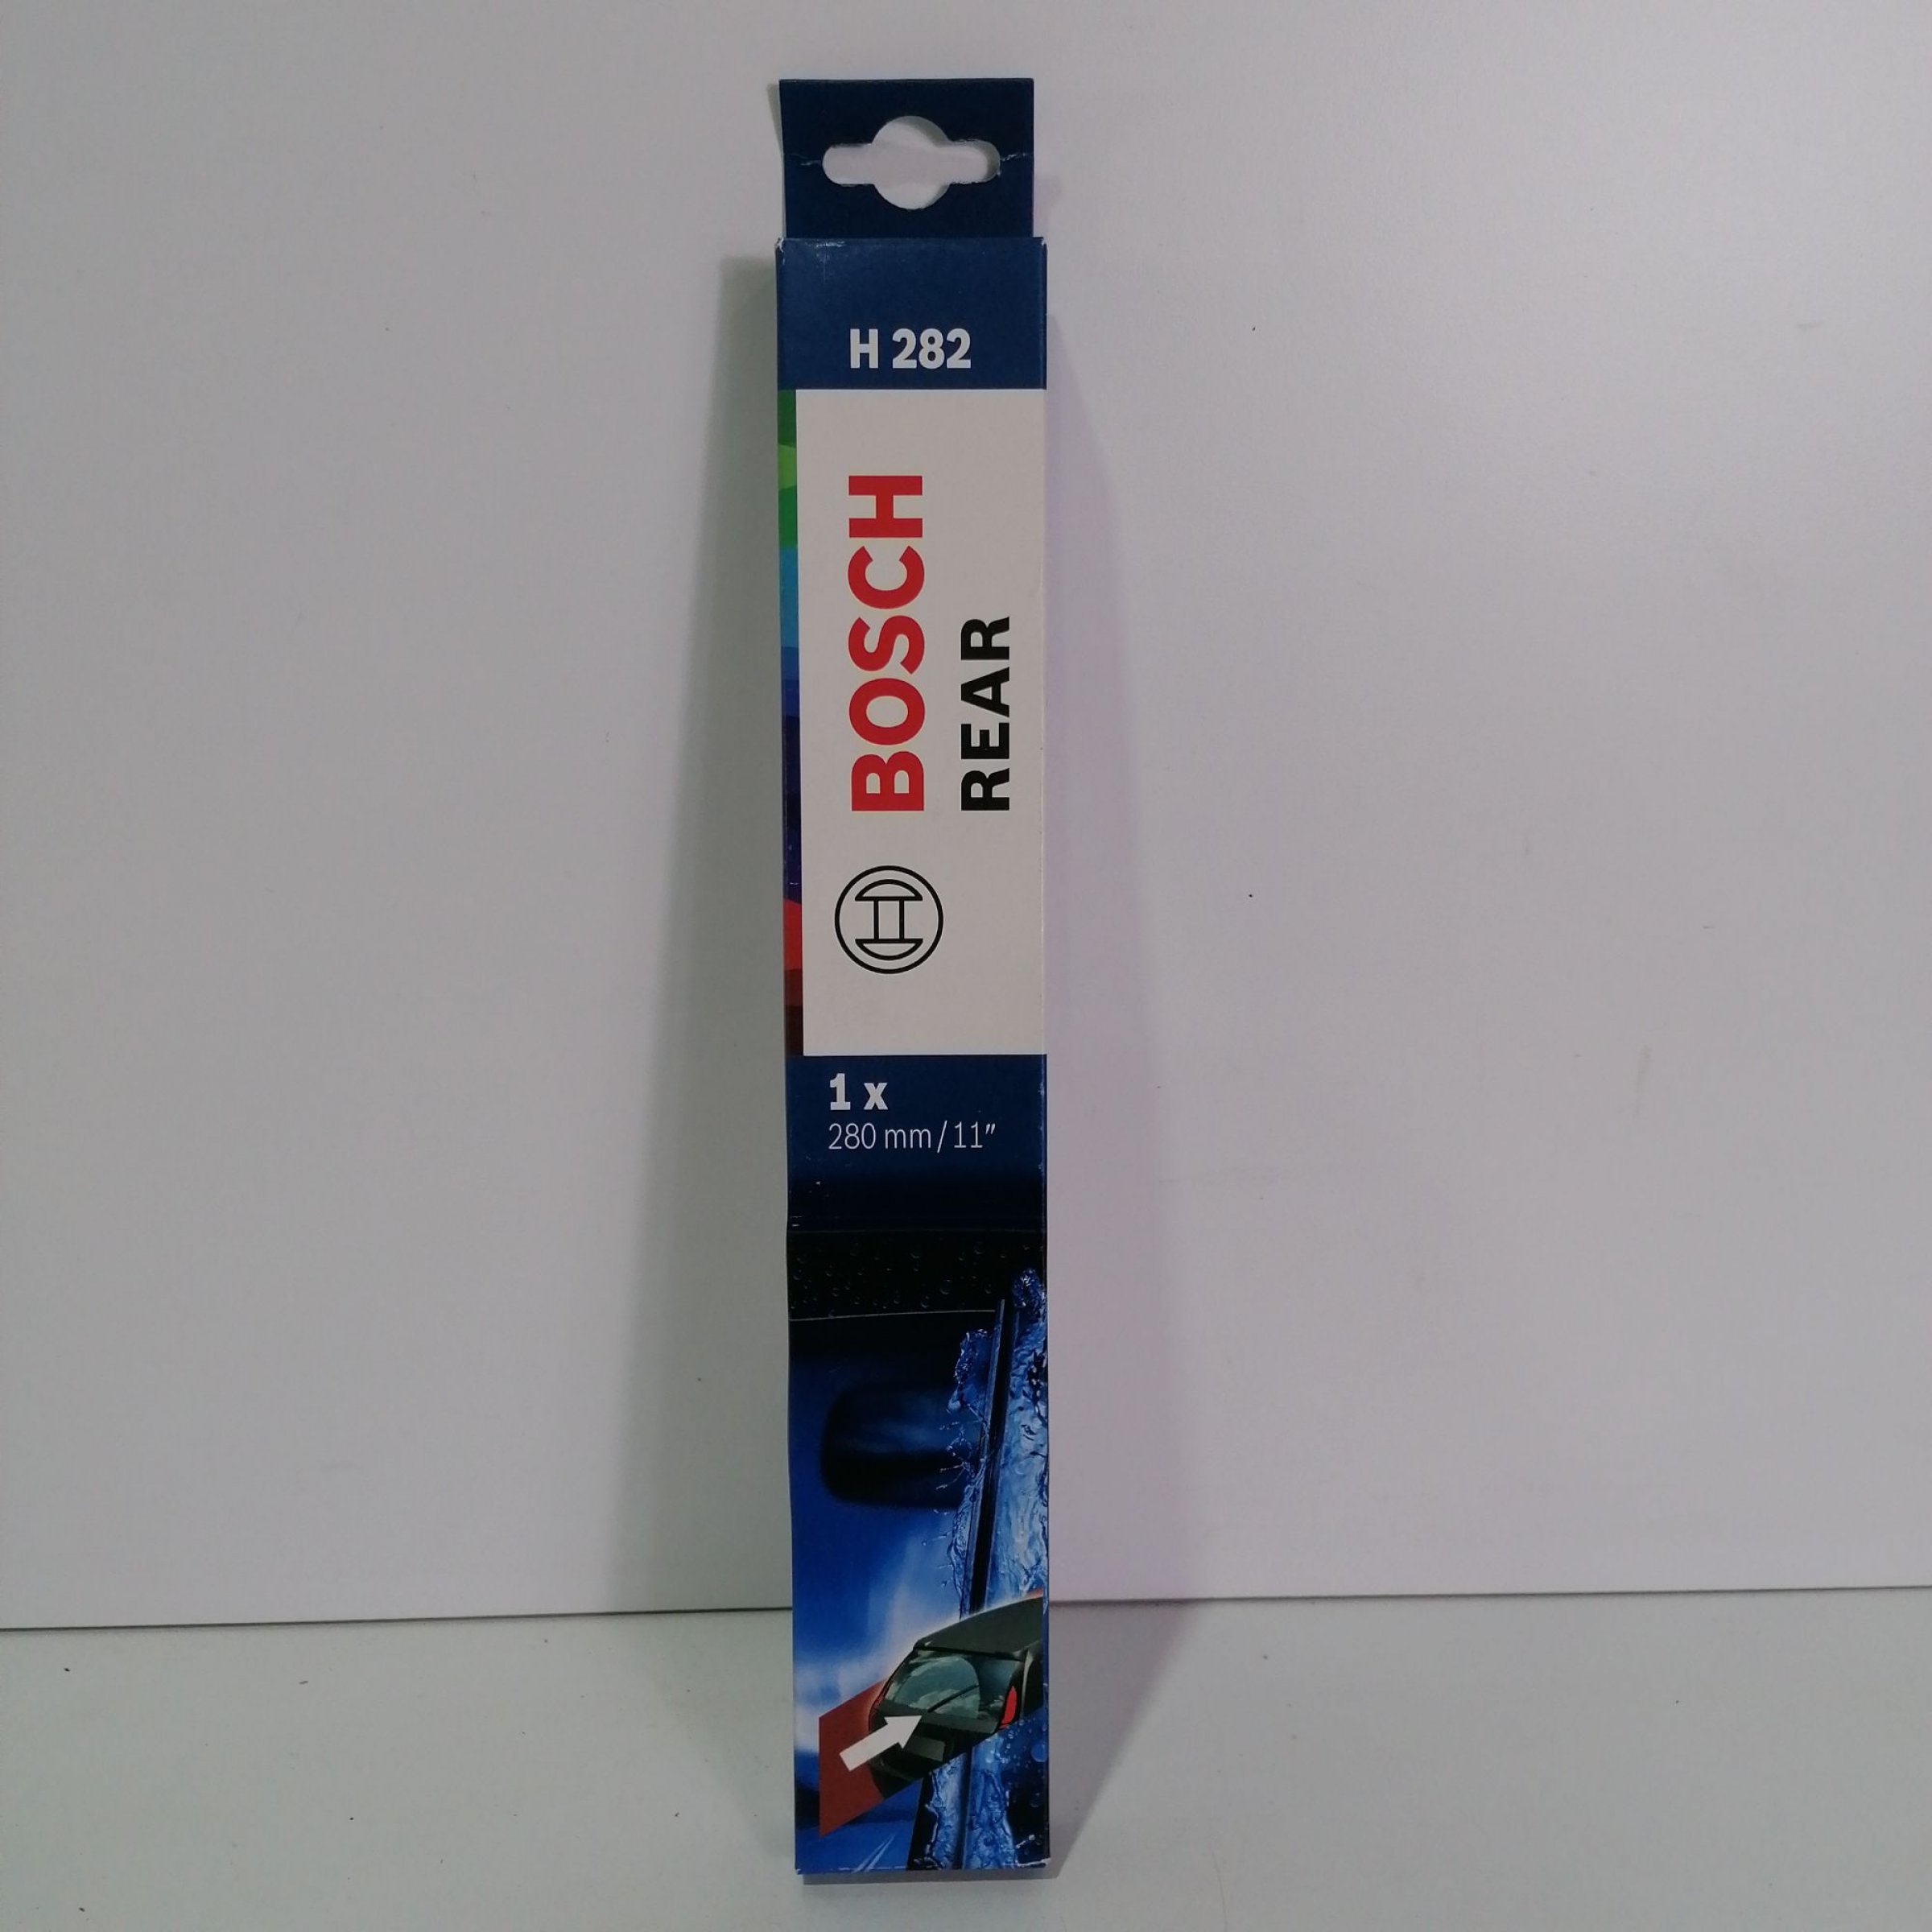 H 282
BOSCH
REAR
1 x
280 mm/11"